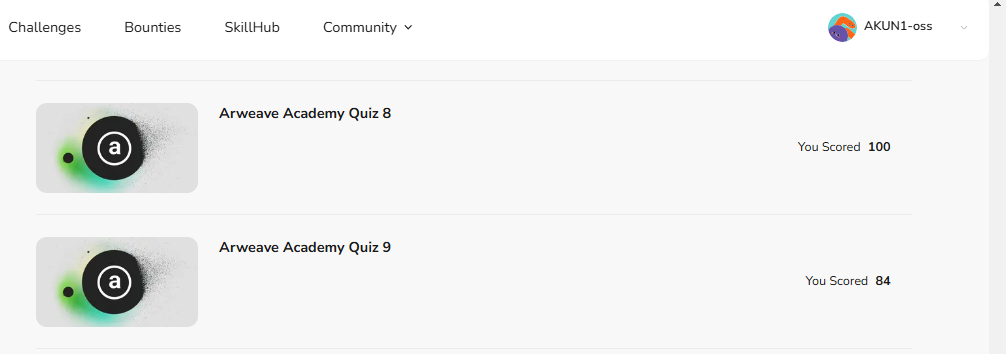 Challenges Bounties SkillHub Community AKUN1-oss
Arweave Academy Quiz 8
a
You Scored 100
Arweave Academy Quiz 9
a
You Scored 84